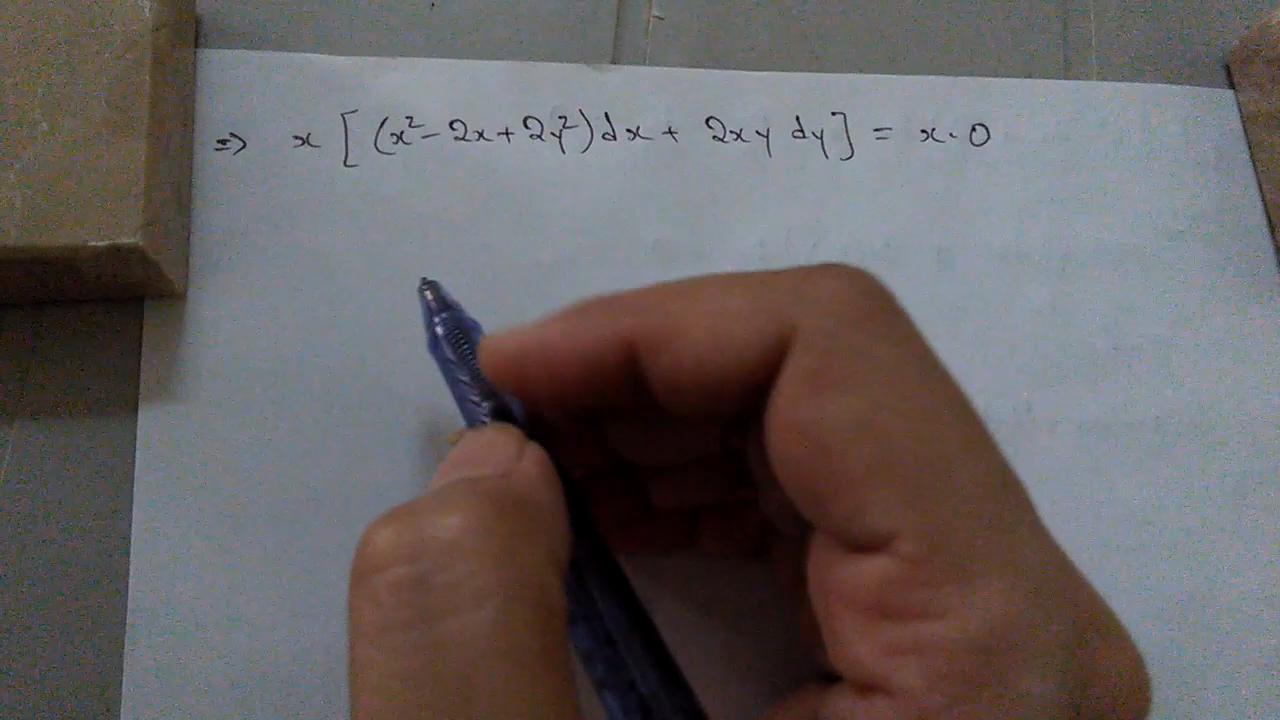 ⇒ x [(x² - 2x + 2y²) dx + 2xy dy] = x · 0